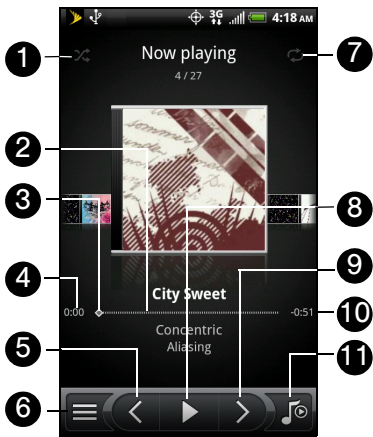 3G 4:18 AM
1 Now playing 7
4 / 27
2
3
8
9
City Sweet
4 0:00 -0:51 10
Concentric
Aliasing
5
11
6